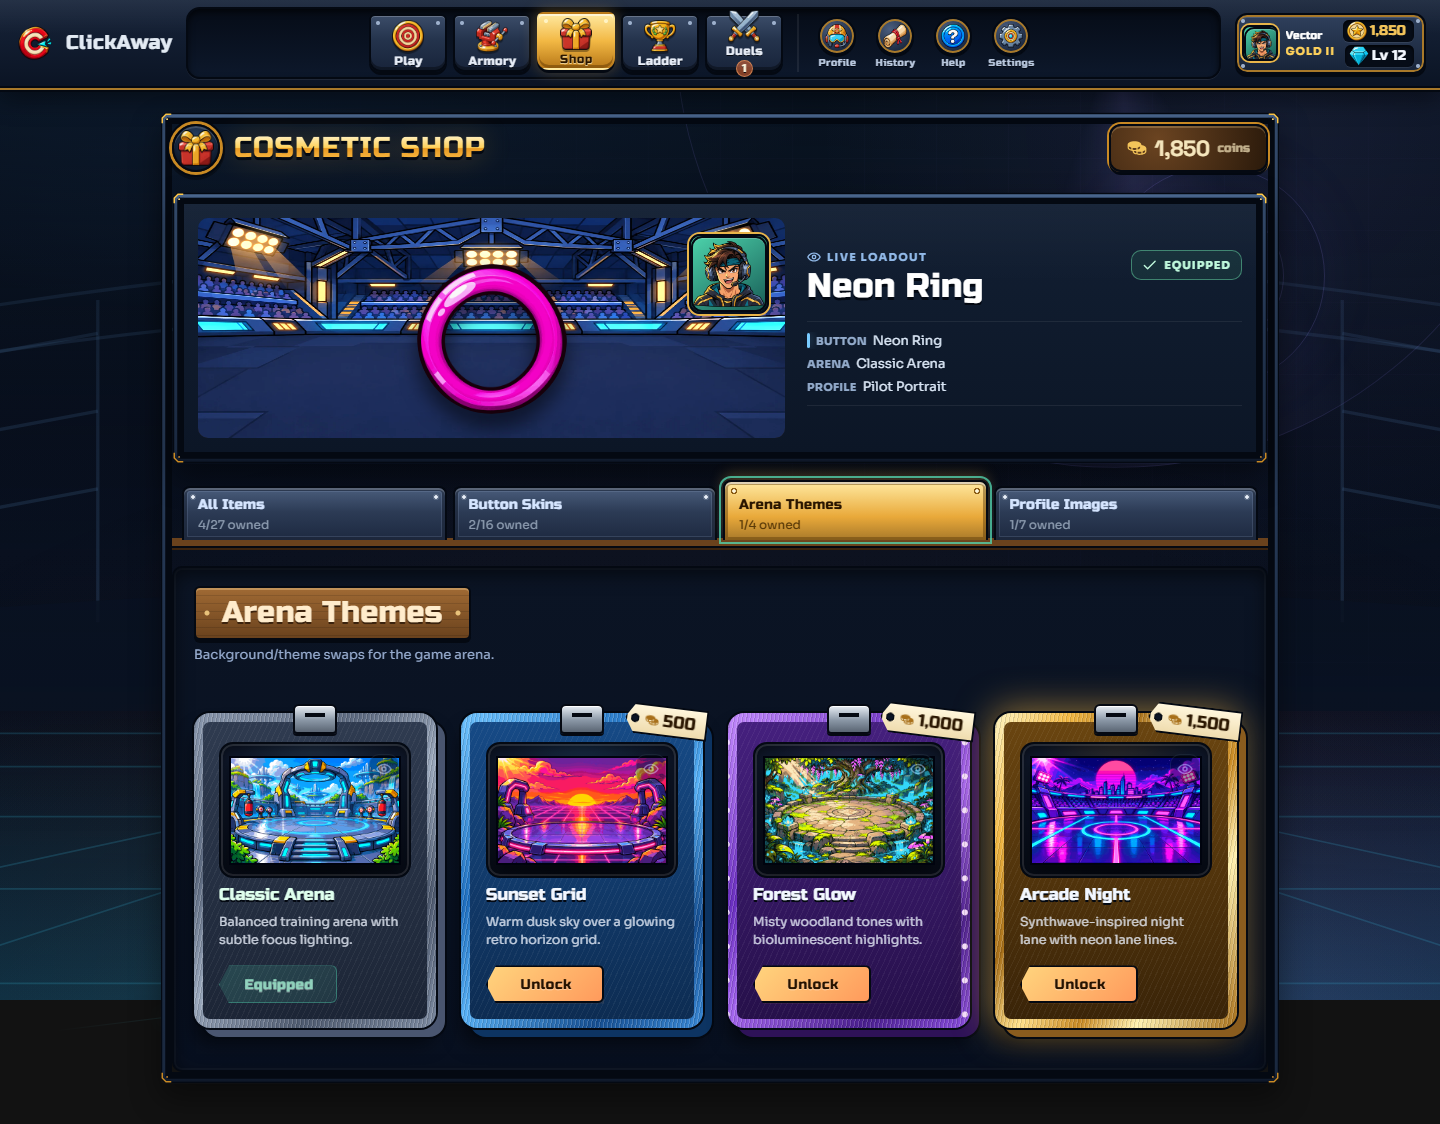 ClickAway
Play
Armory
Shop
Ladder
Duels
1
Profile
History
Help
Settings
Vector
GOLD II
1,850
Lv 12
COSMETIC SHOP
1,850 coins
LIVE LOADOUT
Neon Ring
EQUIPPED
BUTTON Neon Ring
ARENA Classic Arena
PROFILE Pilot Portrait
All Items
4/27 owned
Button Skins
2/16 owned
Arena Themes
1/4 owned
Profile Images
1/7 owned
Arena Themes
Background/theme swaps for the game arena.
Classic Arena
Balanced training arena with
subtle focus lighting.
Equipped
500
Sunset Grid
Warm dusk sky over a glowing
retro horizon grid.
Unlock
1,000
Forest Glow
Misty woodland tones with
bioluminescent highlights.
Unlock
1,500
Arcade Night
Synthwave-inspired night
lane with neon lane lines.
Unlock